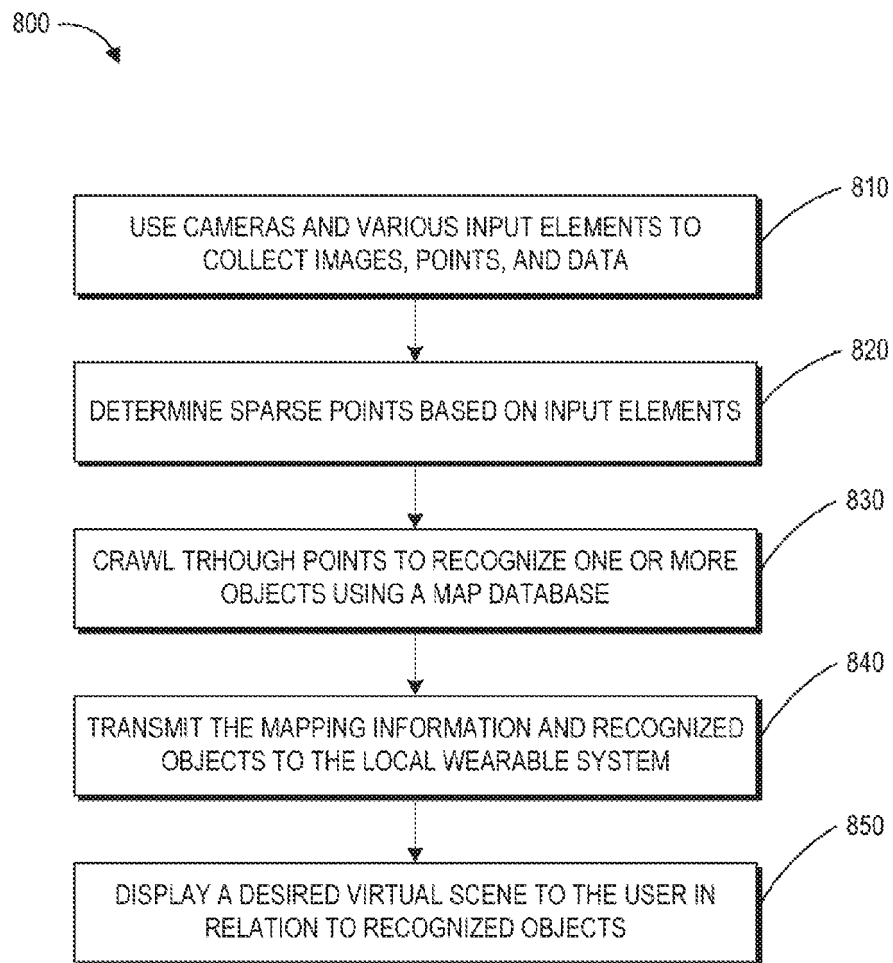 800
810
USE CAMERAS AND VARIOUS INPUT ELEMENTS TO
COLLECT IMAGES, POINTS, AND DATA
820
DETERMINE SPARSE POINTS BASED ON INPUT ELEMENTS
830
CRAWL TRHOUGH POINTS TO RECOGNIZE ONE OR MORE
OBJECTS USING A MAP DATABASE
840
TRANSMIT THE MAPPING INFORMATION AND RECOGNIZED
OBJECTS TO THE LOCAL WEARABLE SYSTEM
850
DISPLAY A DESIRED VIRTUAL SCENE TO THE USER IN
RELATION TO RECOGNIZED OBJECTS